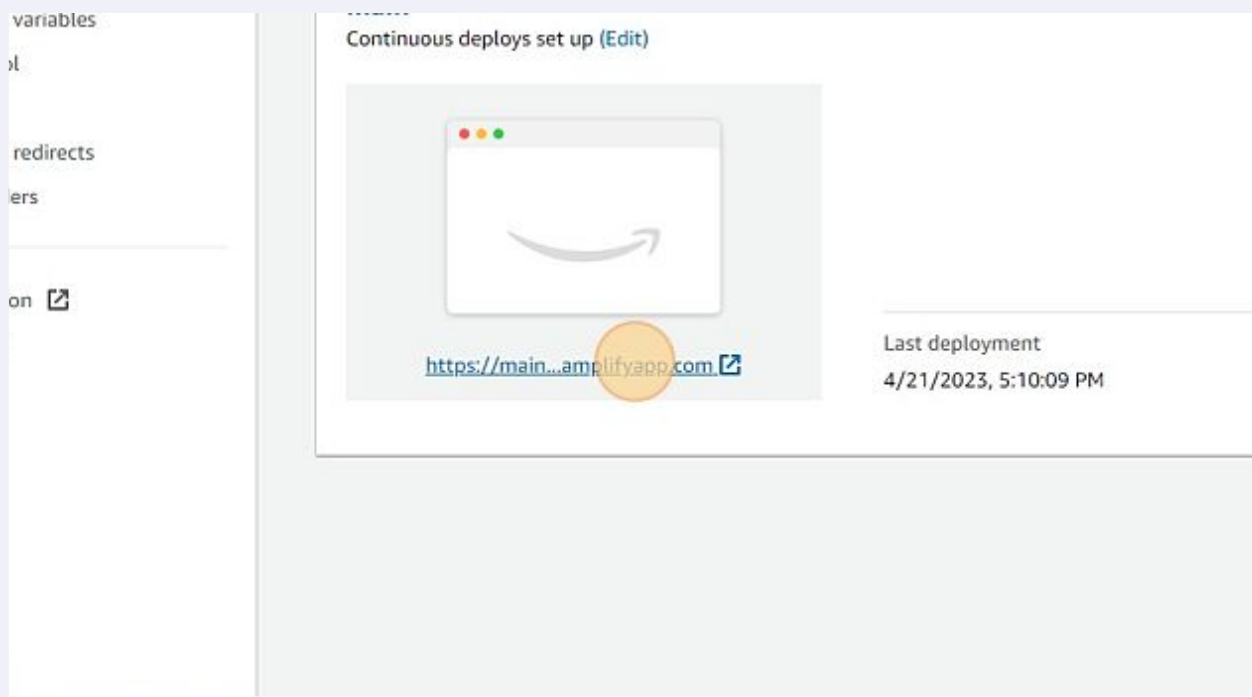 variables
redirects
on
Continuous deploys set up (Edit)
https://main...amplifyapp.com
Last deployment
4/21/2023, 5:10:09 PM